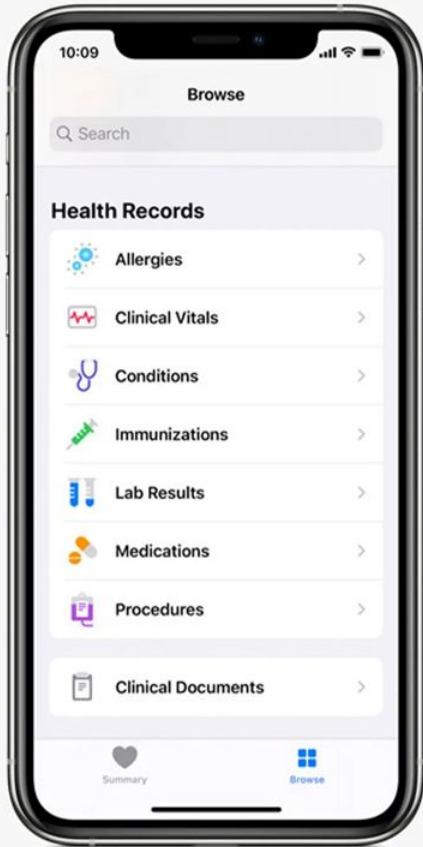 10:09
Browse
Search
Health Records
Allergies
Clinical Vitals
Conditions
Immunizations
Lab Results
Medications
Procedures
Clinical Documents
Summary
Browse